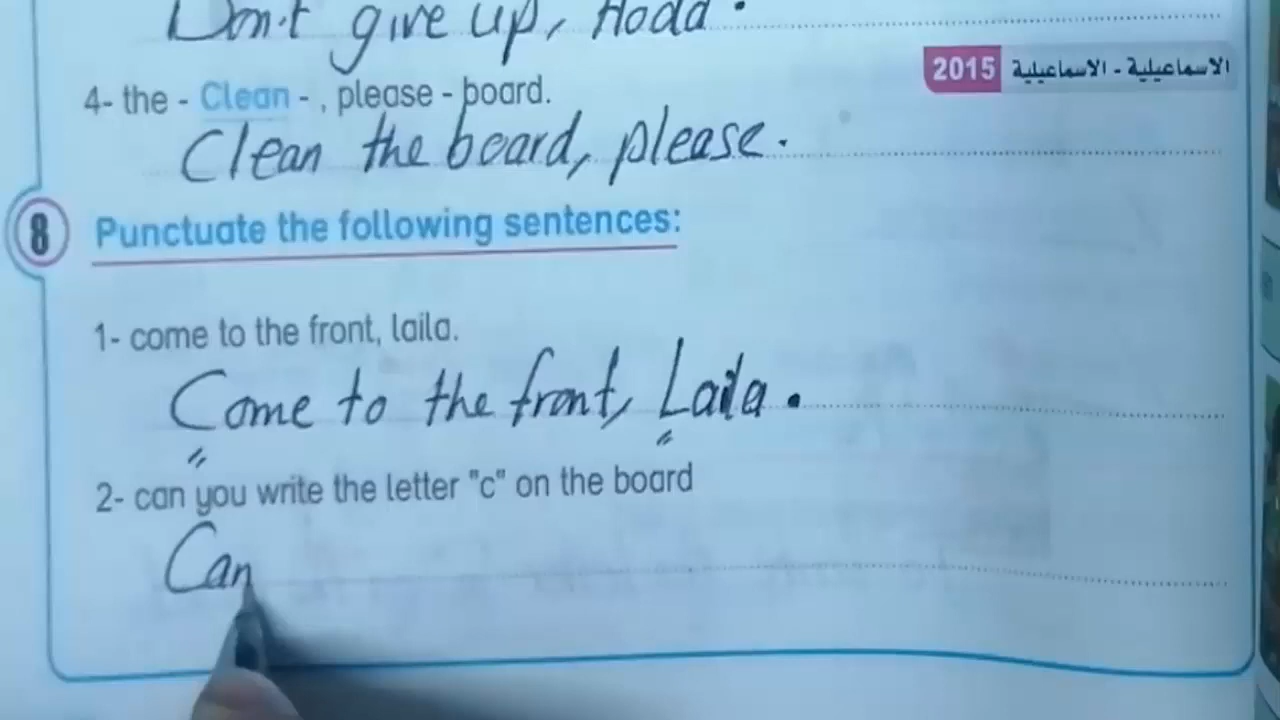 Don't give up, Hoda.
الاسماعيلية - الاسماعيلية 2015
4- the - Clean - , please - board.
Clean the board, please.
8 Punctuate the following sentences:
1- come to the front, laila.
Come to the front, Laila.
2- can you write the letter "c" on the board
Can